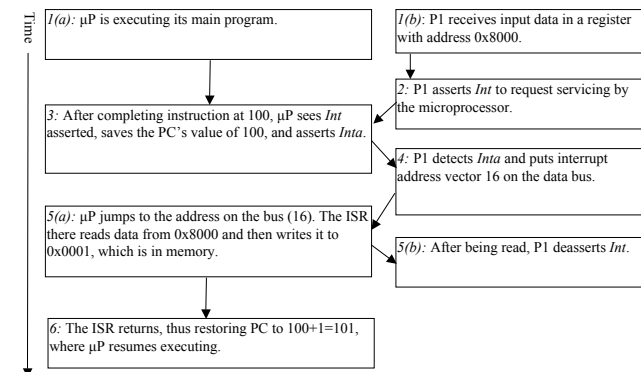 Time
1(a): μP is executing its main program.
1(b): P1 receives input data in a register
with address 0x8000.
2: P1 asserts Int to request servicing by
the microprocessor.
3: After completing instruction at 100, μP sees Int
asserted, saves the PC's value of 100, and asserts Inta.
4: P1 detects Inta and puts interrupt
address vector 16 on the data bus.
5(a): μP jumps to the address on the bus (16). The ISR
there reads data from 0x8000 and then writes it to
0x0001, which is in memory.
5(b): After being read, P1 deasserts Int.
6: The ISR returns, thus restoring PC to 100+1=101,
where μP resumes executing.